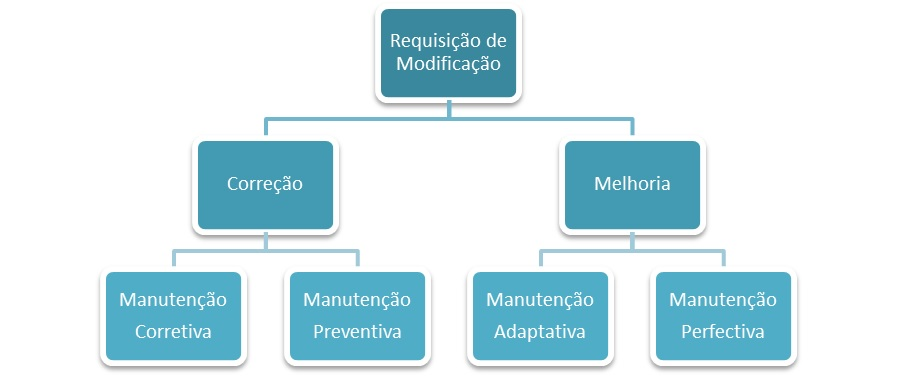 Requisição de
Modificação
Correção
Melhoria
Manutenção
Corretiva
Manutenção
Preventiva
Manutenção
Adaptativa
Manutenção
Perfectiva